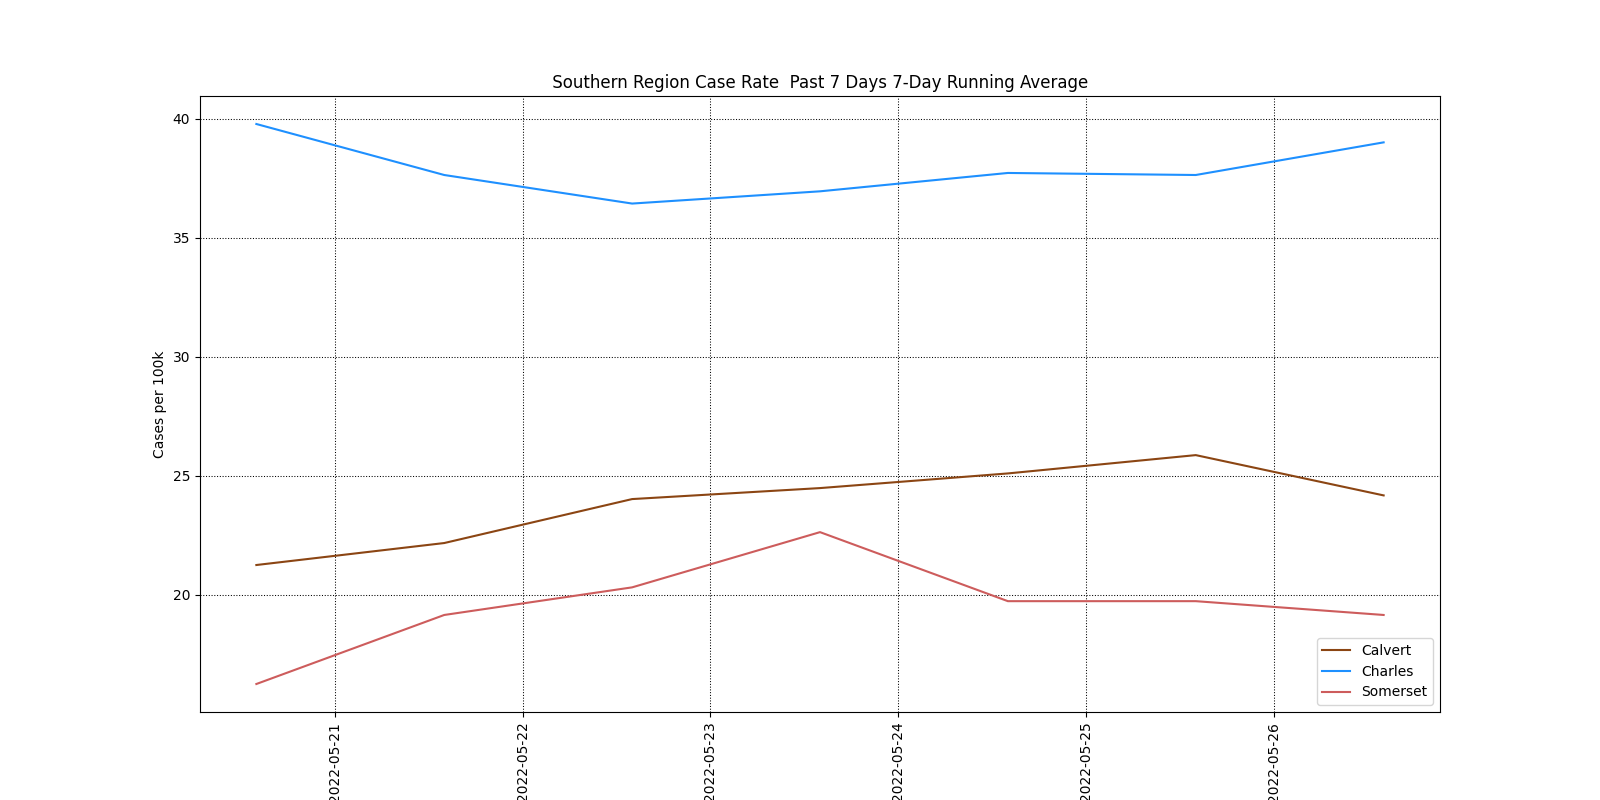 Southern Region Case Rate  Past 7 Days 7-Day Running Average
Cases per 100k
40
35
30
25
20
Calvert
Charles
Somerset
2022-05-21
2022-05-22
2022-05-23
2022-05-24
2022-05-25
2022-05-26